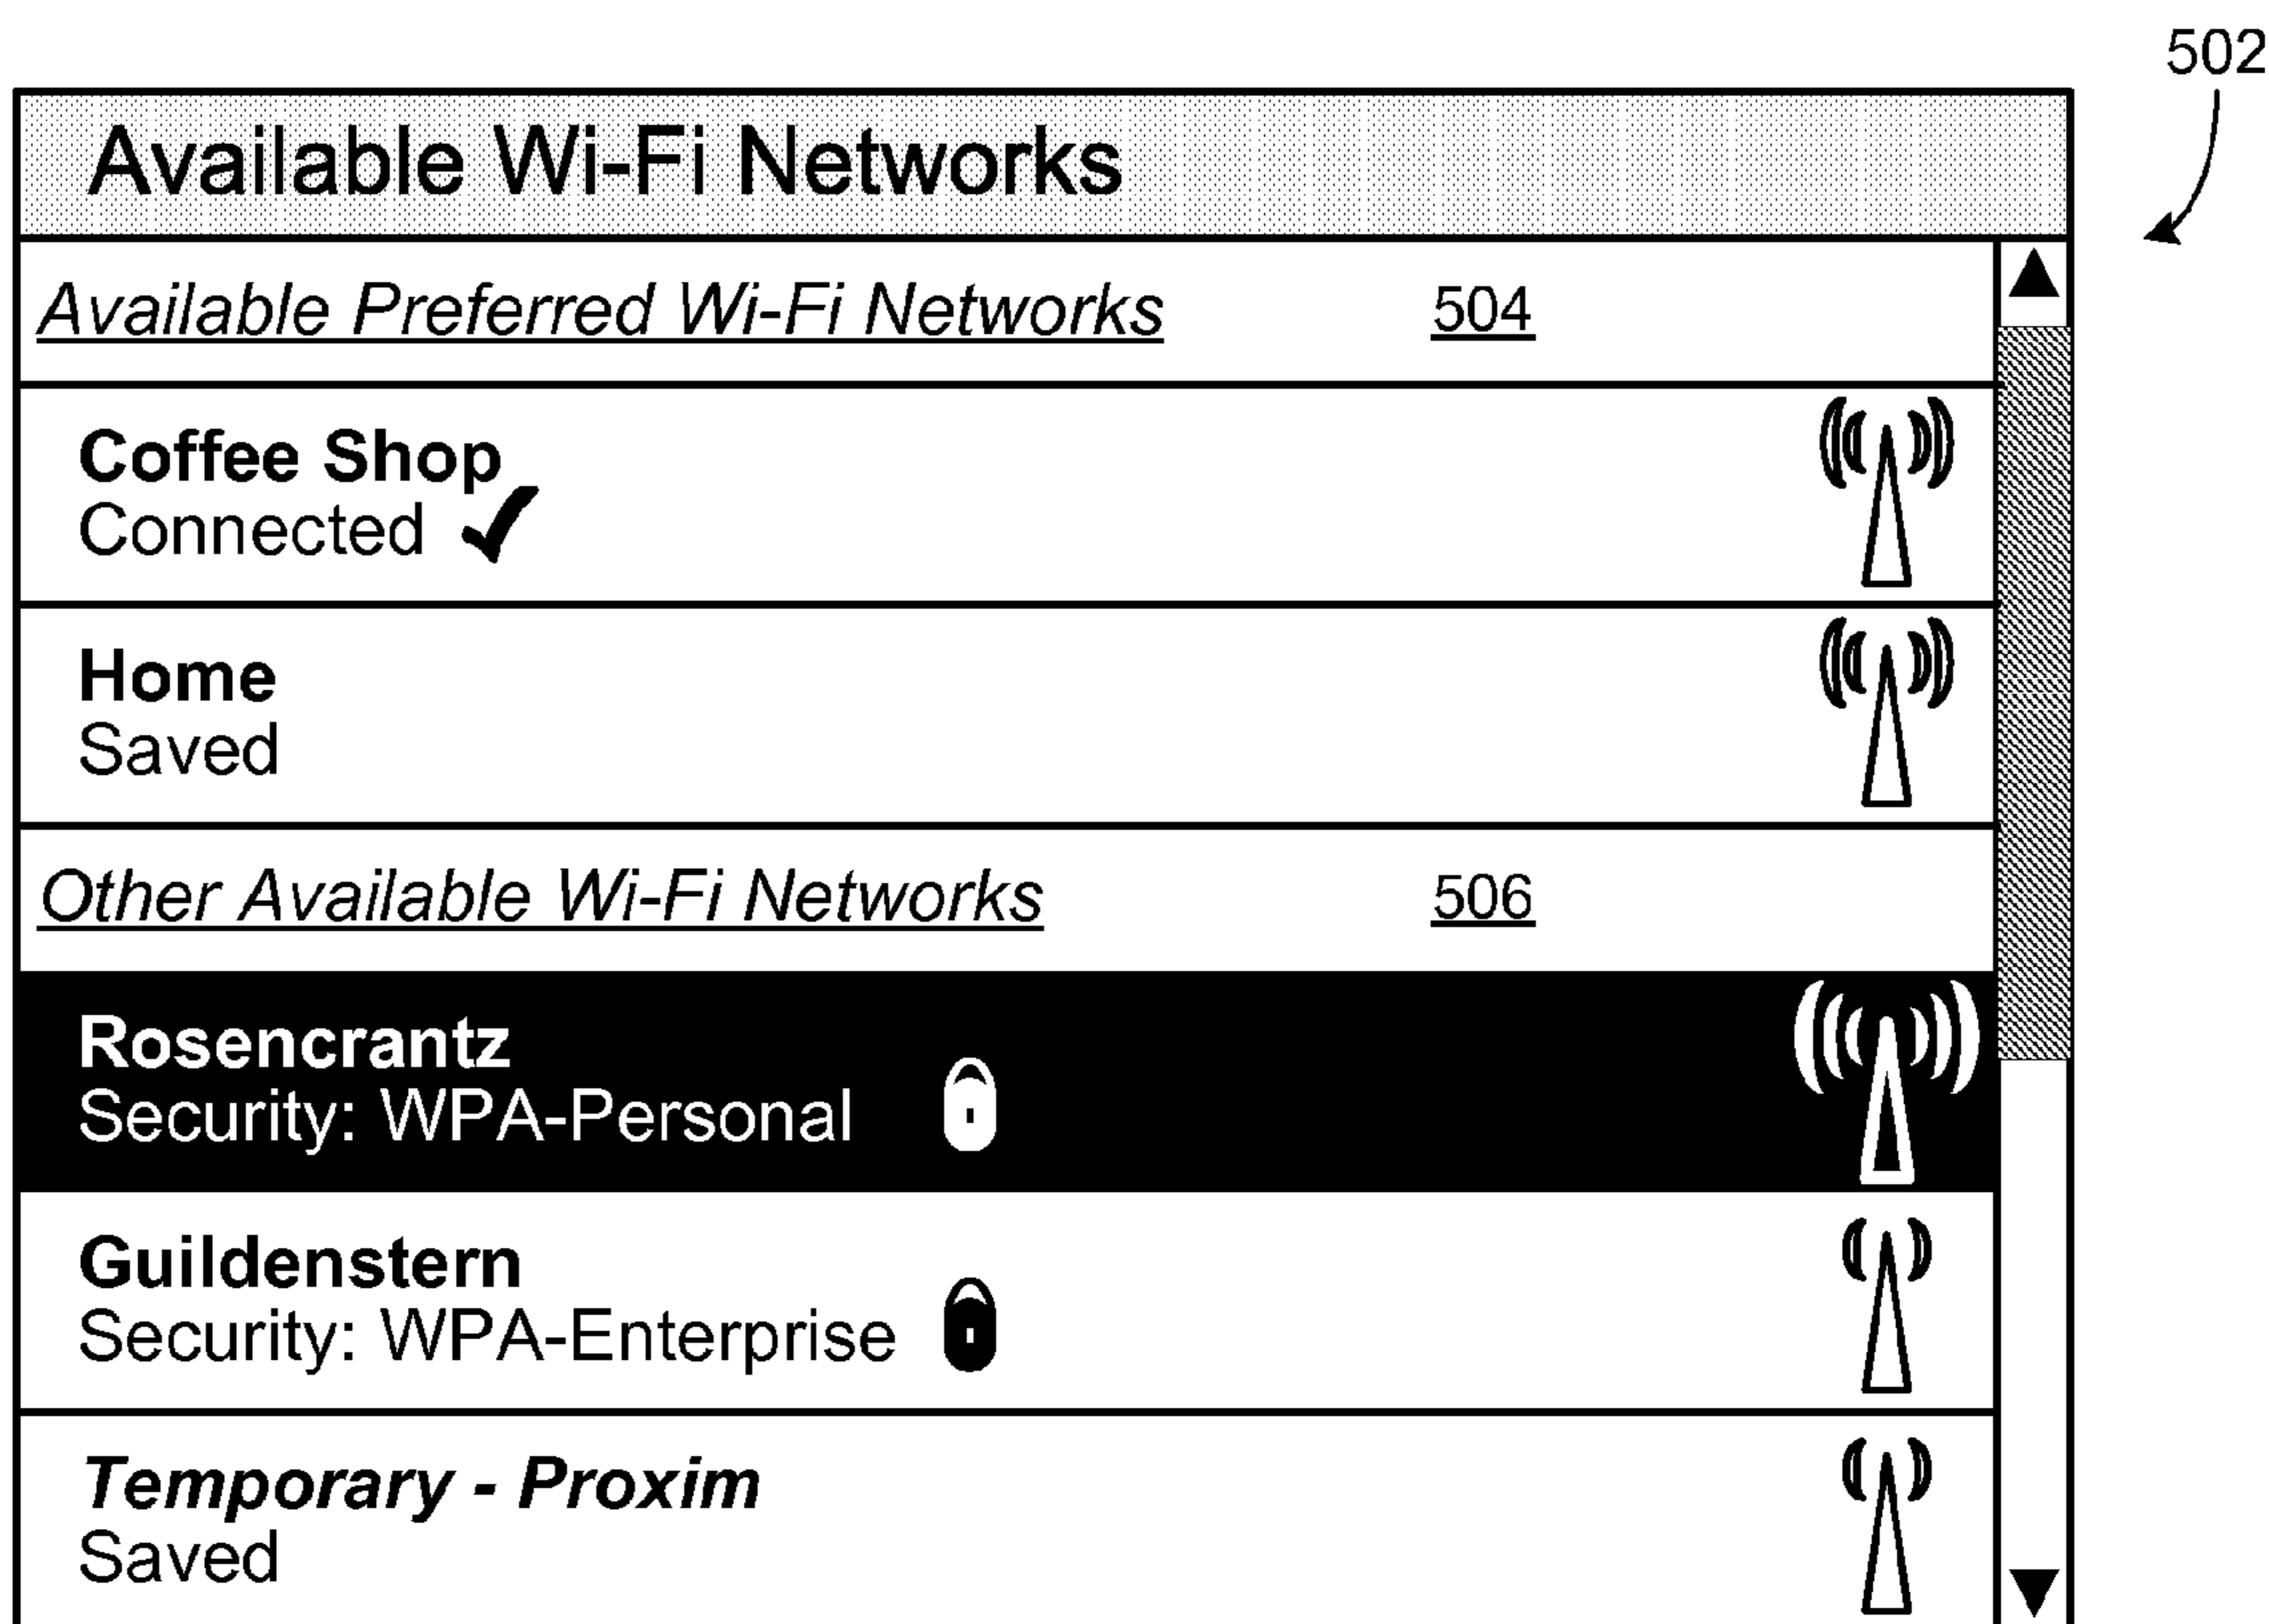 502
Available Wi-Fi Networks
Available Preferred Wi-Fi Networks 504
Coffee Shop
Connected
Home
Saved
Other Available Wi-Fi Networks 506
Rosencrantz
Security: WPA-Personal
Guildenstern
Security: WPA-Enterprise
Temporary - Proxim
Saved